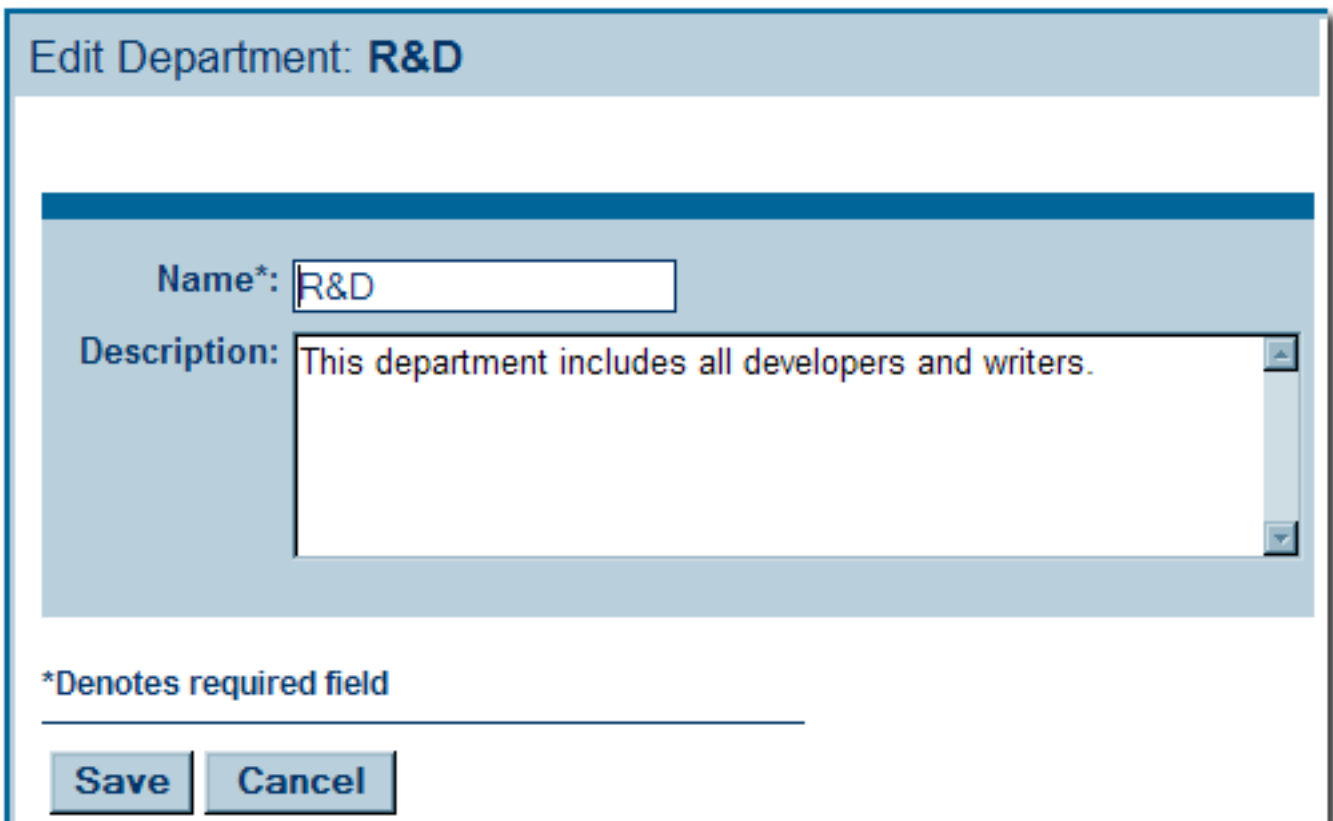 Edit Department: R&D
Name*: R&D
Description: This department includes all developers and writers.
*Denotes required field
Save Cancel